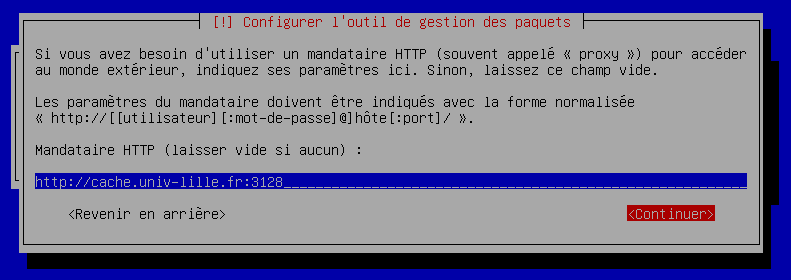 [!] Configurer l'outil de gestion des paquets
Si vous avez besoin d'utiliser un mandataire HTTP (souvent appelé « proxy ») pour accéder
au monde extérieur, indiquez ses paramètres ici. Sinon, laissez ce champ vide.
Les paramètres du mandataire doivent être indiqués avec la forme normalisée
« http://[[utilisateur][:mot-de-passe]@]hôte[:port]/ ».
Mandataire HTTP (laisser vide si aucun) :
http://cache.univ-lille.fr:3128
<Revenir en arrière> <Continuer>